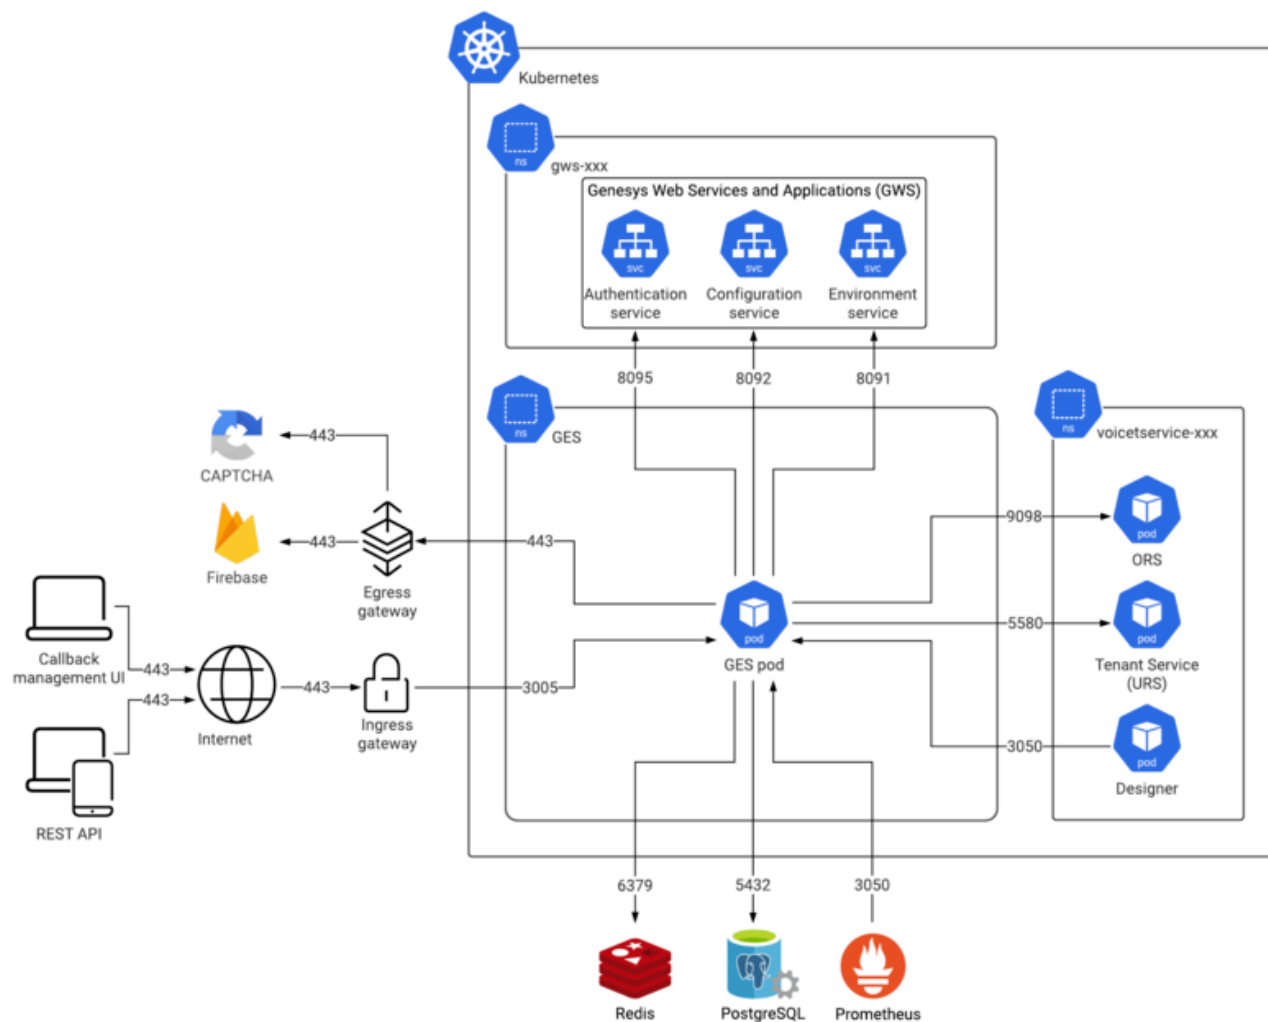 Kubernetes
ns
gws-xxx
Genesys Web Services and Applications (GWS)
svc
svc
svc
Authentication
service
Configuration
service
Environment
service
8095
8092
8091
ns
GES
ns
voicetservice-xxx
443
CAPTCHA
443
Firebase
Egress
gateway
443
9098
pod
ORS
5580
pod
Tenant Service
(URS)
pod
GES pod
Callback
management UI
443
443
Internet
443
Ingress
gateway
3005
3050
pod
Designer
REST API
6379
5432
3050
Redis
PostgreSQL
Prometheus